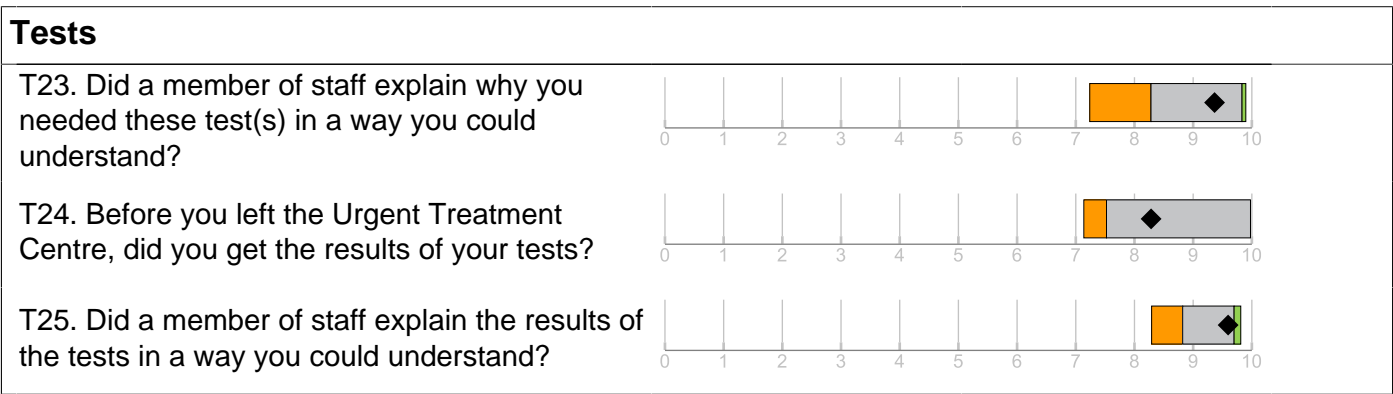 Tests
T23. Did a member of staff explain why you
needed these test(s) in a way you could
understand?
0 1 2 3 4 5 6 7 8 9 10
T24. Before you left the Urgent Treatment
Centre, did you get the results of your tests?
0 1 2 3 4 5 6 7 8 9 10
T25. Did a member of staff explain the results of
the tests in a way you could understand?
0 1 2 3 4 5 6 7 8 9 10